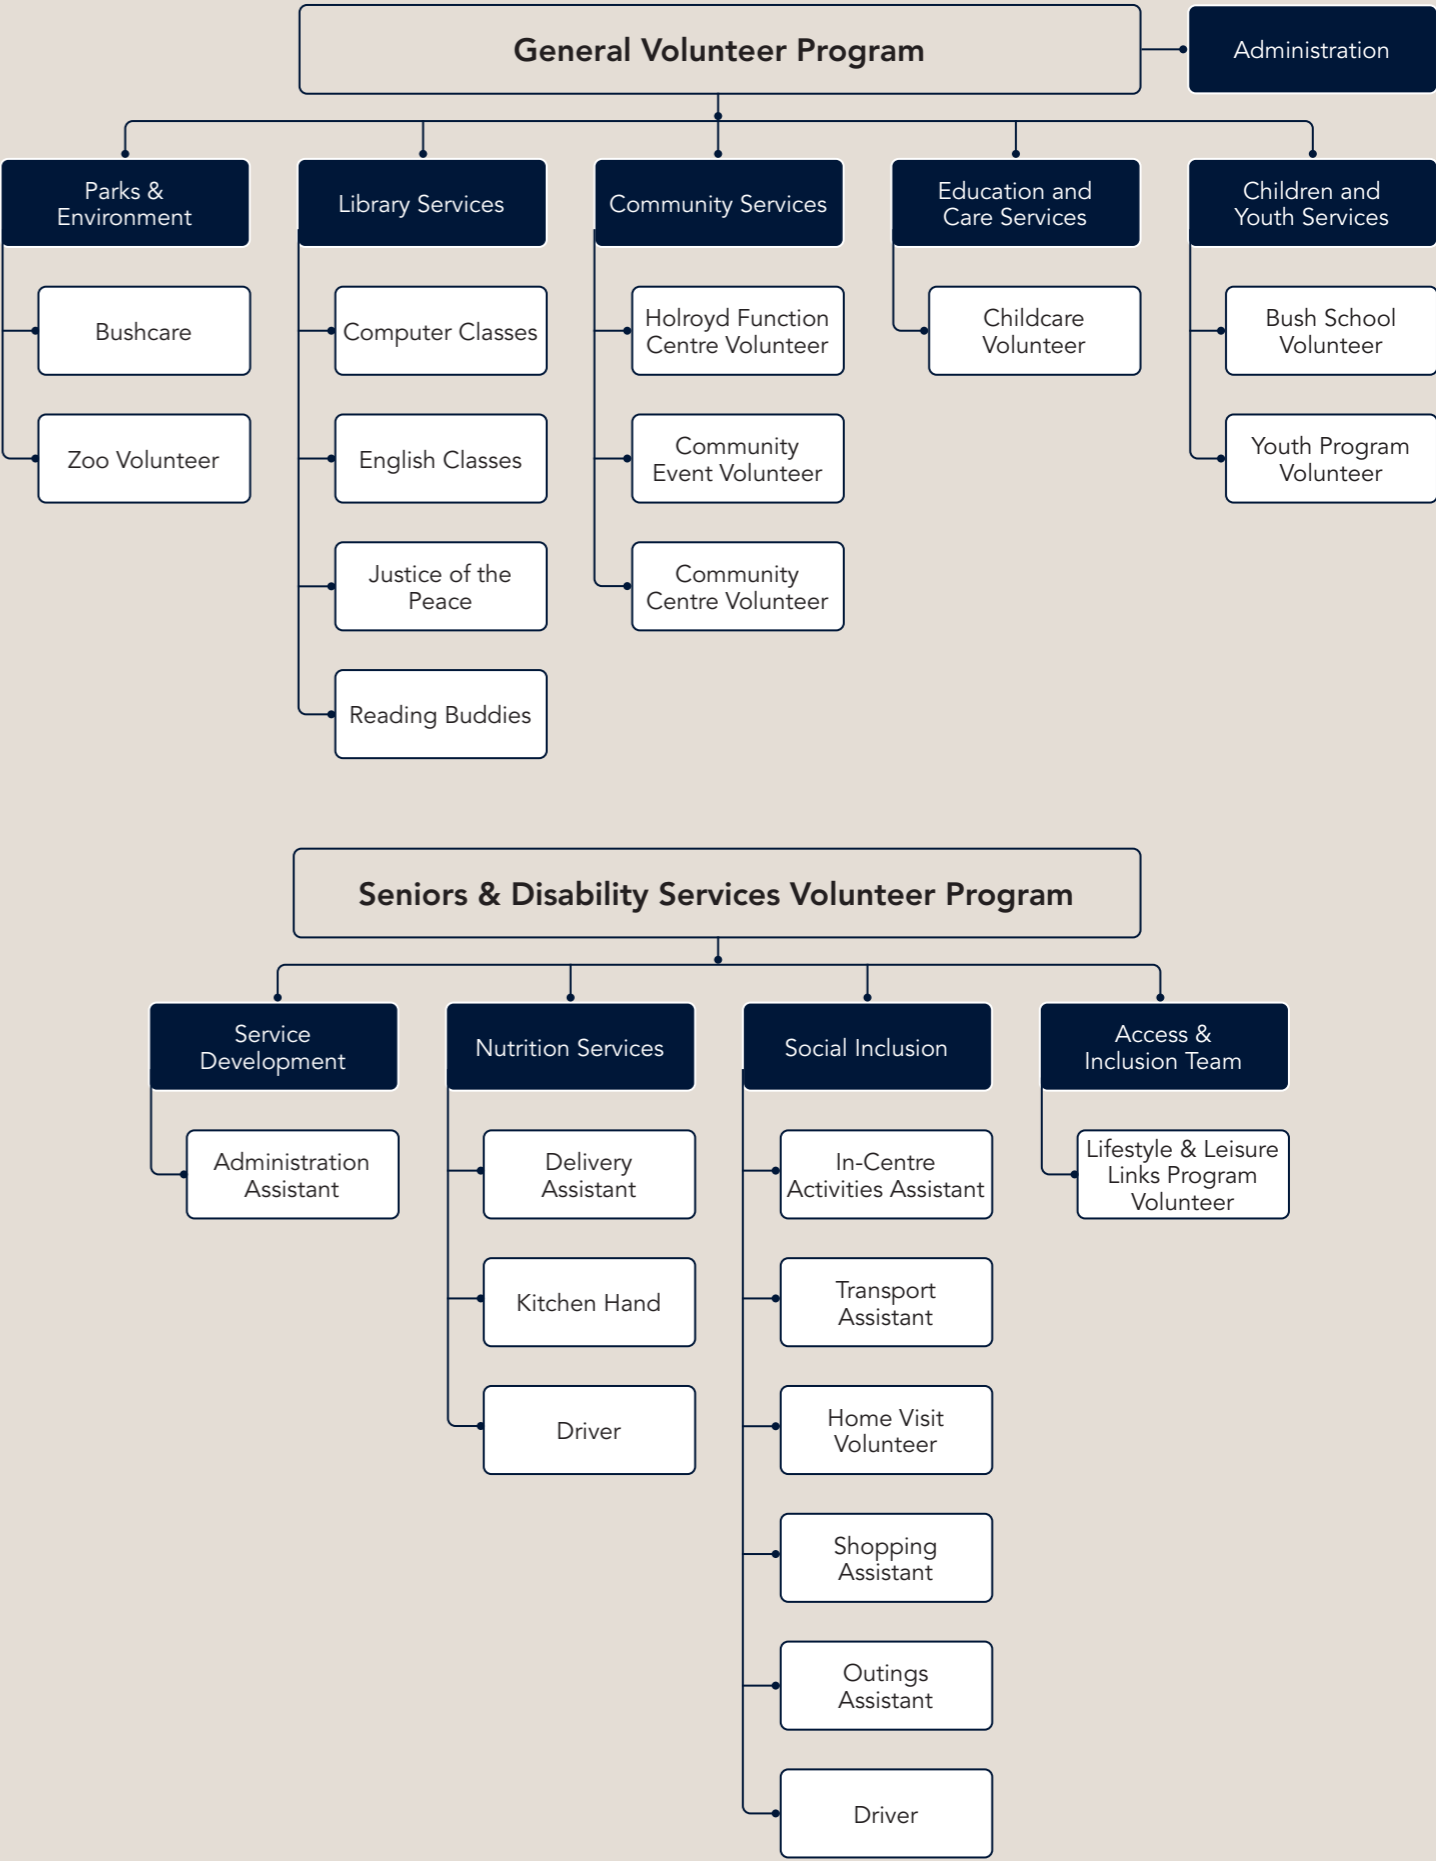 General Volunteer Program
Administration
Parks &
Environment
Bushcare
Zoo Volunteer
Library Services
Computer Classes
English Classes
Justice of the
Peace
Reading Buddies
Community Services
Holroyd Function
Centre Volunteer
Community
Event Volunteer
Community
Centre Volunteer
Education and
Care Services
Childcare
Volunteer
Children and
Youth Services
Bush School
Volunteer
Youth Program
Volunteer
Seniors & Disability Services Volunteer Program
Service
Development
Administration
Assistant
Nutrition Services
Delivery
Assistant
Kitchen Hand
Driver
Social Inclusion
In-Centre
Activities Assistant
Transport
Assistant
Home Visit
Volunteer
Shopping
Assistant
Outings
Assistant
Driver
Access &
Inclusion Team
Lifestyle & Leisure
Links Program
Volunteer